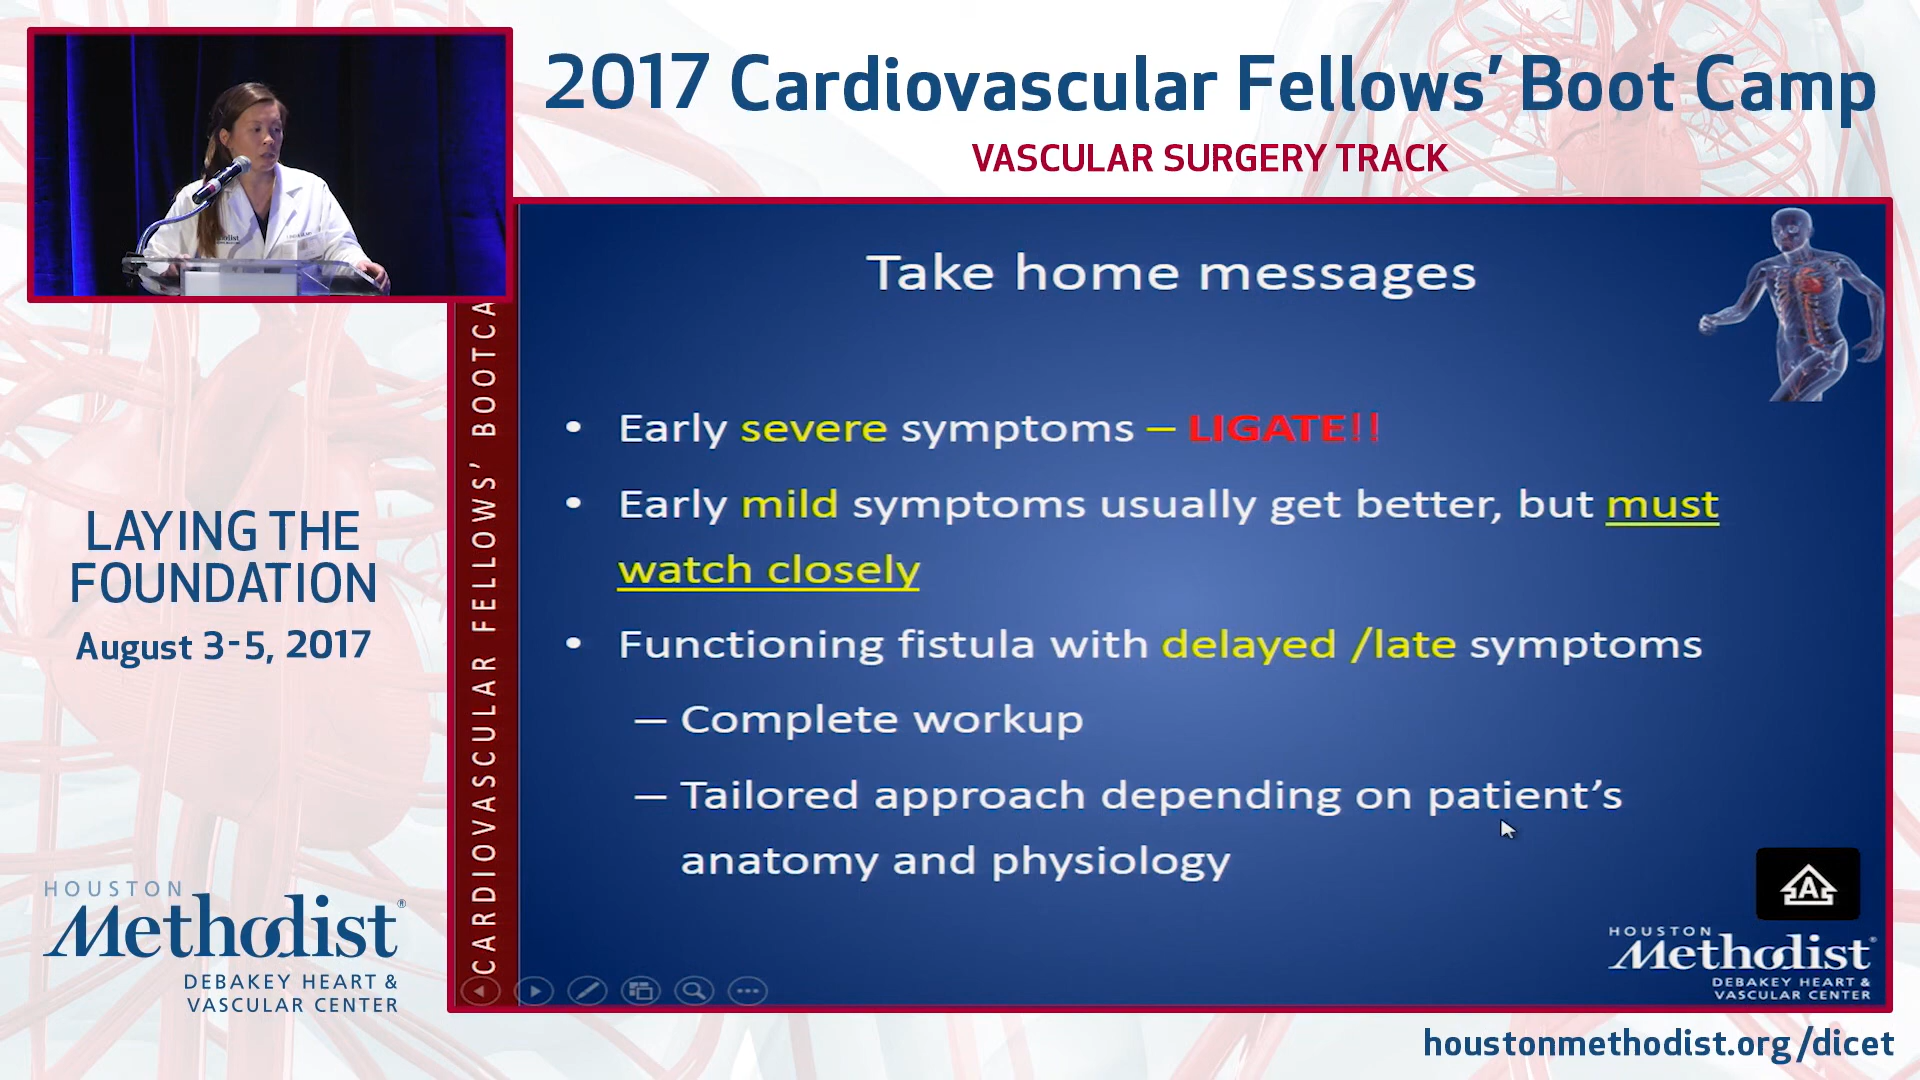 2017 Cardiovascular Fellows’ Boot Camp
VASCULAR SURGERY TRACK
Take home messages
• Early severe symptoms – LIGATE!!
• Early mild symptoms usually get better, but must
watch closely
• Functioning fistula with delayed /late symptoms
– Complete workup
– Tailored approach depending on patient’s
anatomy and physiology
CARDIOVASCULAR FELLOWS’ BOOTCA
LAYING THE
FOUNDATION
August 3-5, 2017
HOUSTON
Methodist®
DEBAKEY HEART &
VASCULAR CENTER
A
HOUSTON
Methodist®
DEBAKEY HEART &
VASCULAR CENTER
houstonmethodist.org/dicet